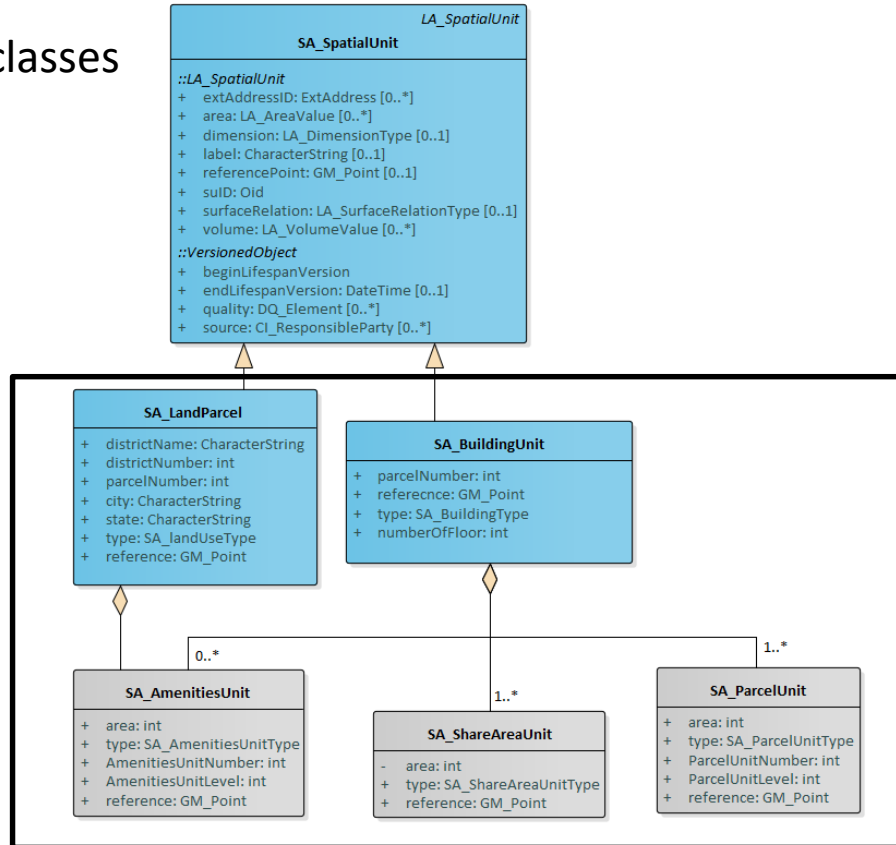 classes
LA_SpatialUnit
SA_SpatialUnit
::LA_SpatialUnit
+ extAddressID: ExtAddress [0..*]
+ area: LA_AreaValue [0..*]
+ dimension: LA_DimensionType [0..1]
+ label: CharacterString [0..1]
+ referencePoint: GM_Point [0..1]
+ suID: Oid
+ surfaceRelation: LA_SurfaceRelationType [0..1]
+ volume: LA_VolumeValue [0..*]
::VersionedObject
+ beginLifespanVersion
+ endLifespanVersion: DateTime [0..1]
+ quality: DQ_Element [0..*]
+ source: CI_ResponsibleParty [0..*]
SA_LandParcel
+ districtName: CharacterString
+ districtNumber: int
+ parcelNumber: int
+ city: CharacterString
+ state: CharacterString
+ type: SA_landUseType
+ reference: GM_Point
SA_BuildingUnit
+ parcelNumber: int
+ referecnce: GM_Point
+ type: SA_BuildingType
+ numberOfFloor: int
0..*
1..*
1..*
SA_AmenitiesUnit
+ area: int
+ type: SA_AmenitiesUnitType
+ AmenitiesUnitNumber: int
+ AmenitiesUnitLevel: int
+ reference: GM_Point
SA_ShareAreaUnit
- area: int
+ type: SA_ShareAreaUnitType
+ reference: GM_Point
SA_ParcelUnit
+ area: int
+ type: SA_ParcelUnitType
+ ParcelUnitNumber: int
+ ParcelUnitLevel: int
+ reference: GM_Point